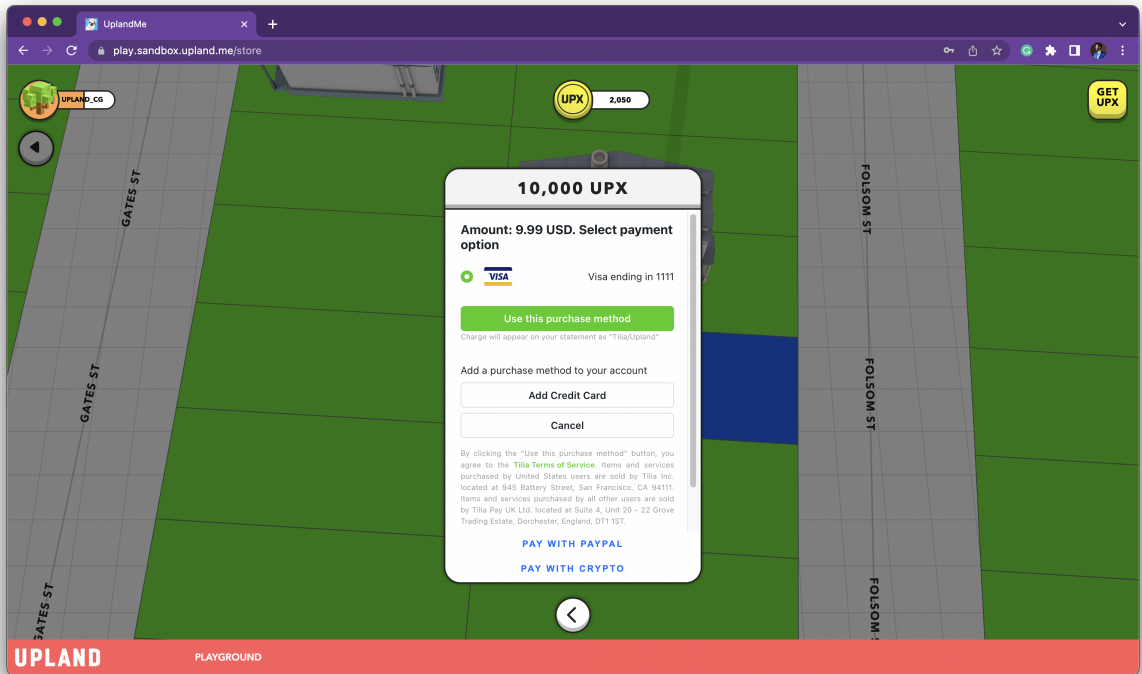 UplandMe
play.sandbox.upland.me/store
UPLAND_CG
UPX
2,050
GET
UPX
GATES ST
FOLSOM ST
10,000 UPX
Amount: 9.99 USD. Select payment
option
VISA
Visa ending in 1111
Use this purchase method
Charge will appear on your statement as "Tilia/Upland"
Add a purchase method to your account
GATES ST
FOLSOM ST
Add Credit Card
Cancel
By clicking the "Use this purchase method" button, you
agree to the Tilia Terms of Service. Items and services
purchased by United States users are sold by Tilia Inc.
located at 945 Battery Street, San Francisco, CA 94111.
Items and services purchased by all other users are sold
by Tilia Pay UK Ltd. located at Suite 4, Unit 20 - 22 Grove
Trading Estate, Dorchester, England, DT1 1ST.
PAY WITH PAYPAL
PAY WITH CRYPTO
GATES ST
FOLSOM S
UPLAND
PLAYGROUND